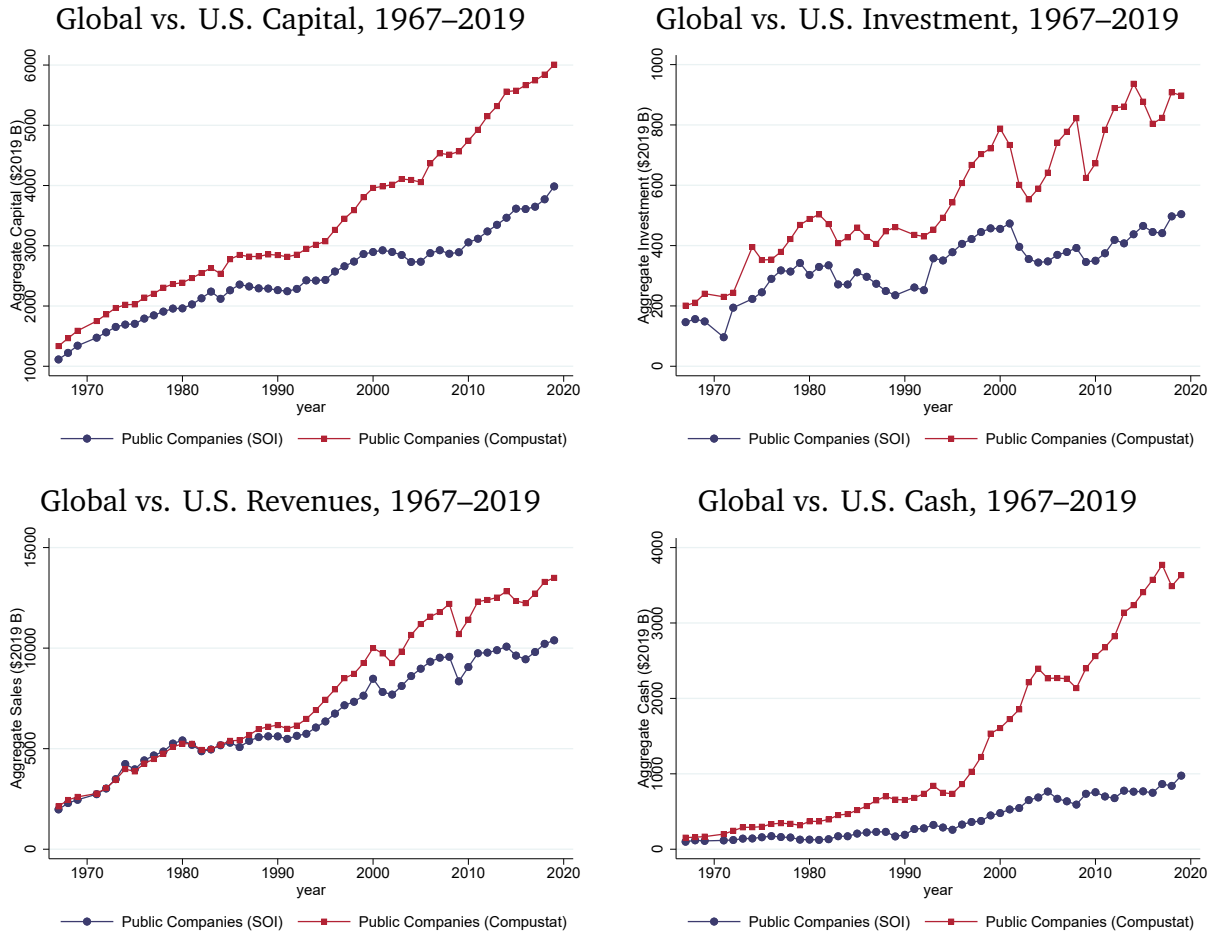 Global vs. U.S. Capital, 1967–2019
Aggregate Capital ($2019 B)
6000
5000
4000
3000
2000
1000
1970 1980 1990 2000 2010 2020
year
Public Companies (SOI) Public Companies (Compustat)
Global vs. U.S. Investment, 1967–2019
Aggregate Investment ($2019 B)
1000
800
600
400
200
0
1970 1980 1990 2000 2010 2020
year
Public Companies (SOI) Public Companies (Compustat)
Global vs. U.S. Revenues, 1967–2019
Aggregate Sales ($2019 B)
15000
10000
5000
0
1970 1980 1990 2000 2010 2020
year
Public Companies (SOI) Public Companies (Compustat)
Global vs. U.S. Cash, 1967–2019
Aggregate Cash ($2019 B)
4000
3000
2000
1000
0
1970 1980 1990 2000 2010 2020
year
Public Companies (SOI) Public Companies (Compustat)